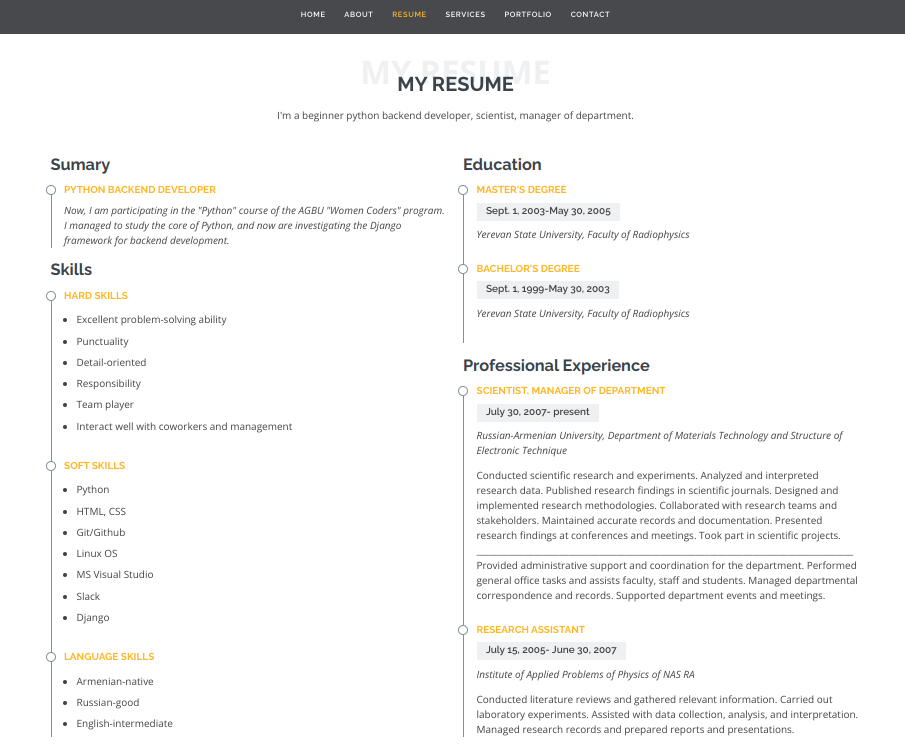 HOME ABOUT RESUME SERVICES PORTFOLIO CONTACT
MY RESUME
MY RESUME
I'm a beginner python backend developer, scientist, manager of department.
Sumary
PYTHON BACKEND DEVELOPER
Now, I am participating in the "Python" course of the AGBU "Women Coders" program.
I managed to study the core of Python, and now are investigating the Django
framework for backend development.
Skills
HARD SKILLS
Excellent problem-solving ability
Punctuality
Detail-oriented
Responsibility
Team player
Interact well with coworkers and management
SOFT SKILLS
Python
HTML, CSS
Git/Github
Linux OS
MS Visual Studio
Slack
Django
LANGUAGE SKILLS
Armenian-native
Russian-good
English-intermediate
Education
MASTER'S DEGREE
Sept. 1, 2003-May 30, 2005
Yerevan State University, Faculty of Radiophysics
BACHELOR'S DEGREE
Sept. 1, 1999-May 30, 2003
Yerevan State University, Faculty of Radiophysics
Professional Experience
SCIENTIST, MANAGER OF DEPARTMENT
July 30, 2007- present
Russian-Armenian University, Department of Materials Technology and Structure of
Electronic Technique
Conducted scientific research and experiments. Analyzed and interpreted
research data. Published research findings in scientific journals. Designed and
implemented research methodologies. Collaborated with research teams and
stakeholders. Maintained accurate records and documentation. Presented
research findings at conferences and meetings. Took part in scientific projects.
Provided administrative support and coordination for the department. Performed
general office tasks and assists faculty, staff and students. Managed departmental
correspondence and records. Supported department events and meetings.
RESEARCH ASSISTANT
July 15, 2005- June 30, 2007
Institute of Applied Problems of Physics of NAS RA
Conducted literature reviews and gathered relevant information. Carried out
laboratory experiments. Assisted with data collection, analysis, and interpretation.
Managed research records and prepared reports and presentations.